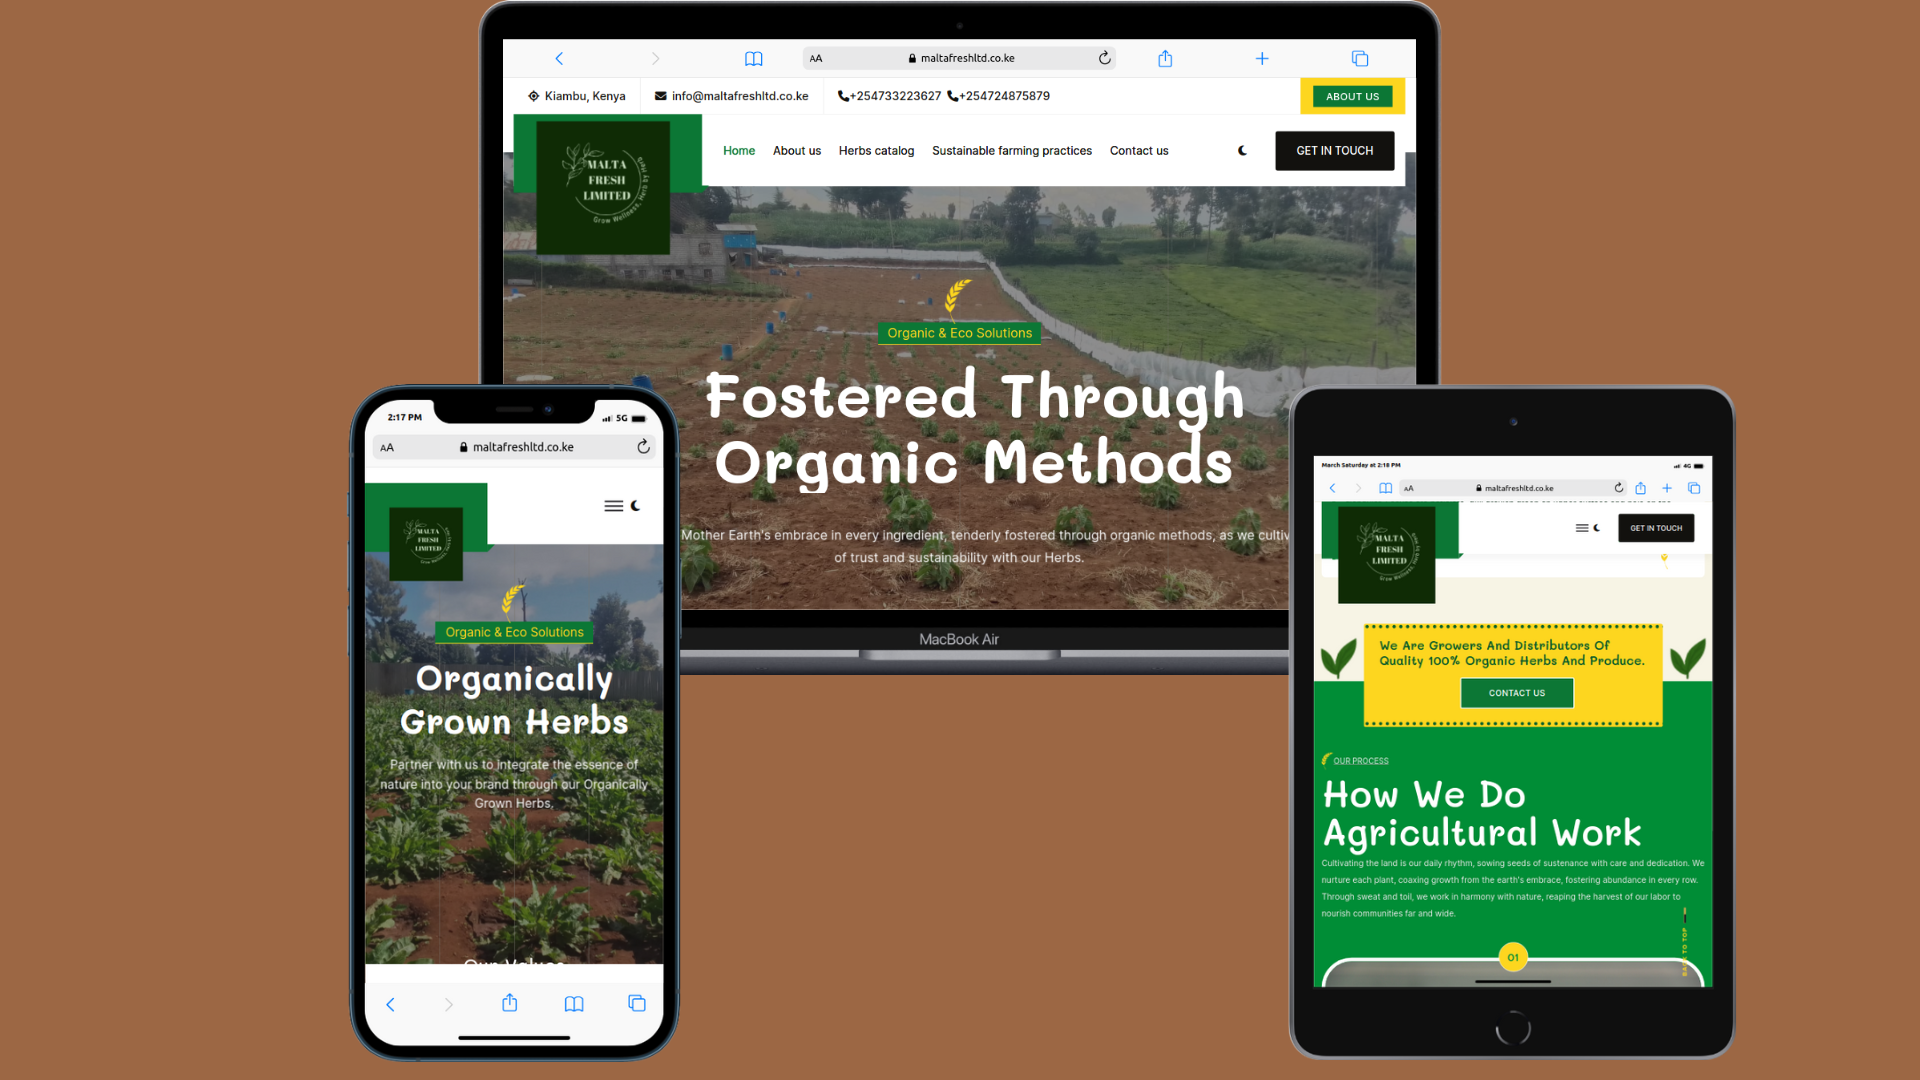 AA
maltafreshltd.co.ke
Kiambu, Kenya
info@maltafreshltd.co.ke
+254733223627 +254724875879
ABOUT US
MALTA
FRESH
LIMITED
Grow Wellness, Herb by Herb
Home
About us
Herbs catalog
Sustainable farming practices
Contact us
GET IN TOUCH
Organic & Eco Solutions
Fostered Through
Organic Methods
Mother Earth's embrace in every ingredient, tenderly fostered through organic methods, as we cultiv
of trust and sustainability with our Herbs.
MacBook Air
2:17 PM
5G
AA
maltafreshltd.co.ke
MALTA
FRESH
LIMITED
Organic & Eco Solutions
Organically
Grown Herbs
Partner with us to integrate the essence of
nature into your brand through our Organically
Grown Herbs.
Our Values
March Saturday at 2:18 PM
4G
AA
maltafreshltd.co.ke
MALTA
FRESH
LIMITED
GET IN TOUCH
We Are Growers And Distributors Of
Quality 100% Organic Herbs And Produce.
CONTACT US
OUR PROCESS
How We Do
Agricultural Work
Cultivating the land is our daily rhythm, sowing seeds of sustenance with care and dedication. We
nurture each plant, coaxing growth from the earth's embrace, fostering abundance in every row.
Through sweat and toil, we work in harmony with nature, reaping the harvest of our labor to
nourish communities far and wide.
BACK TO TOP
01